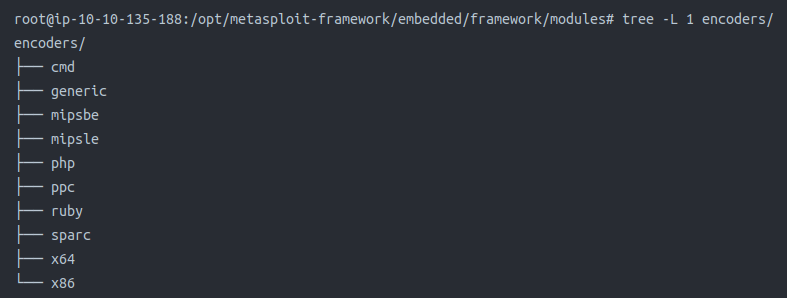 root@ip-10-10-135-188:/opt/metasploit-framework/embedded/framework/modules# tree -L 1 encoders/
encoders/
├── cmd
├── generic
├── mipsbe
├── mipsle
├── php
├── ppc
├── ruby
├── sparc
├── x64
└── x86